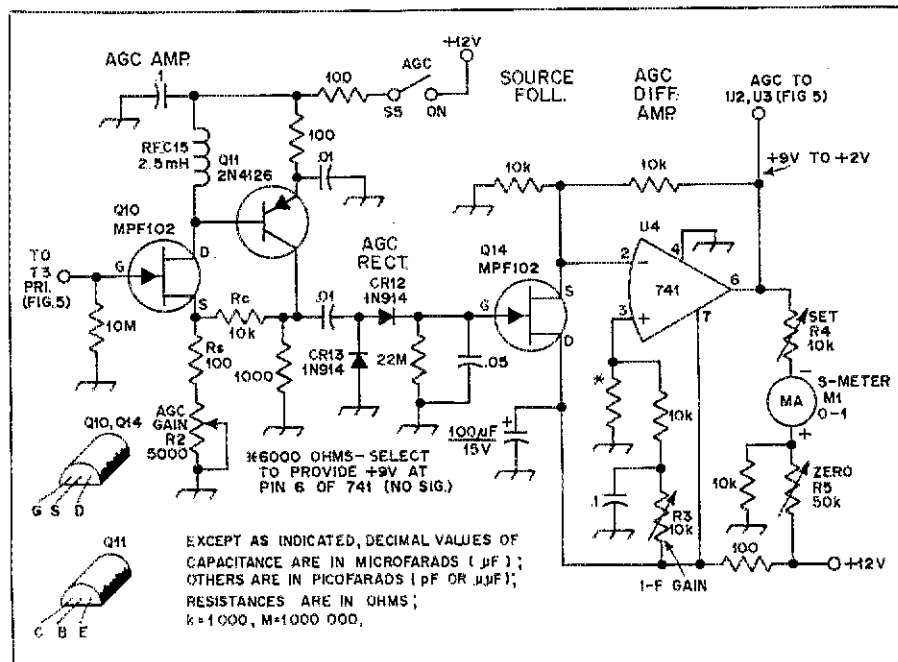 AGC AMP.
.1
100
AGC
+12V
S5
ON
SOURCE
FOLL.
AGC
DIFF.
AMP.
AGC TO
U2, U3 (FIG 5)
+9V TO +2V
RFC15
2.5mH
Q11
2N4126
100
.01
10k
10k
Q10
MPF102
TO
T3
PRI.
(FIG.5)
G
D
S
10M
Rc
10k
Rs
100
AGC
GAIN
R2
5000
1000
.01
AGC
RECT.
CR12
1N914
CR13
1N914
22M
.05
Q14
MPF102
G
S
D
100µF
15V
U4
741
2
-
3
+
4
6
7
*
10k
.1
R3
10k
I-F GAIN
SET
R4
10k
-
MA
+
S-METER
M1
0-1
10k
ZERO
R5
50k
100
+12V
*6000 OHMS-SELECT
TO PROVIDE +9V AT
PIN 6 OF 741 (NO SIG.)
Q10, Q14
G S D
Q11
C B E
EXCEPT AS INDICATED, DECIMAL VALUES OF
CAPACITANCE ARE IN MICROFARADS (µF);
OTHERS ARE IN PICOFARADS (pF OR µµF);
RESISTANCES ARE IN OHMS;
k=1000, M=1000 000,